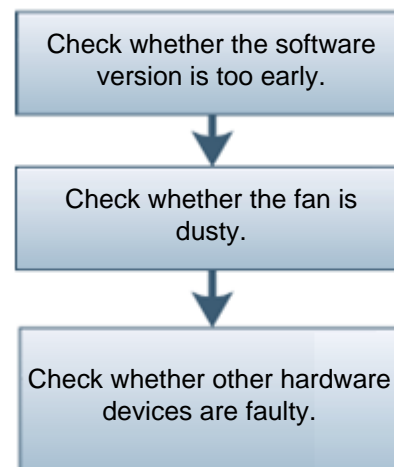 Check whether the software
version is too early.
Check whether the fan is
dusty.
Check whether other hardware
devices are faulty.